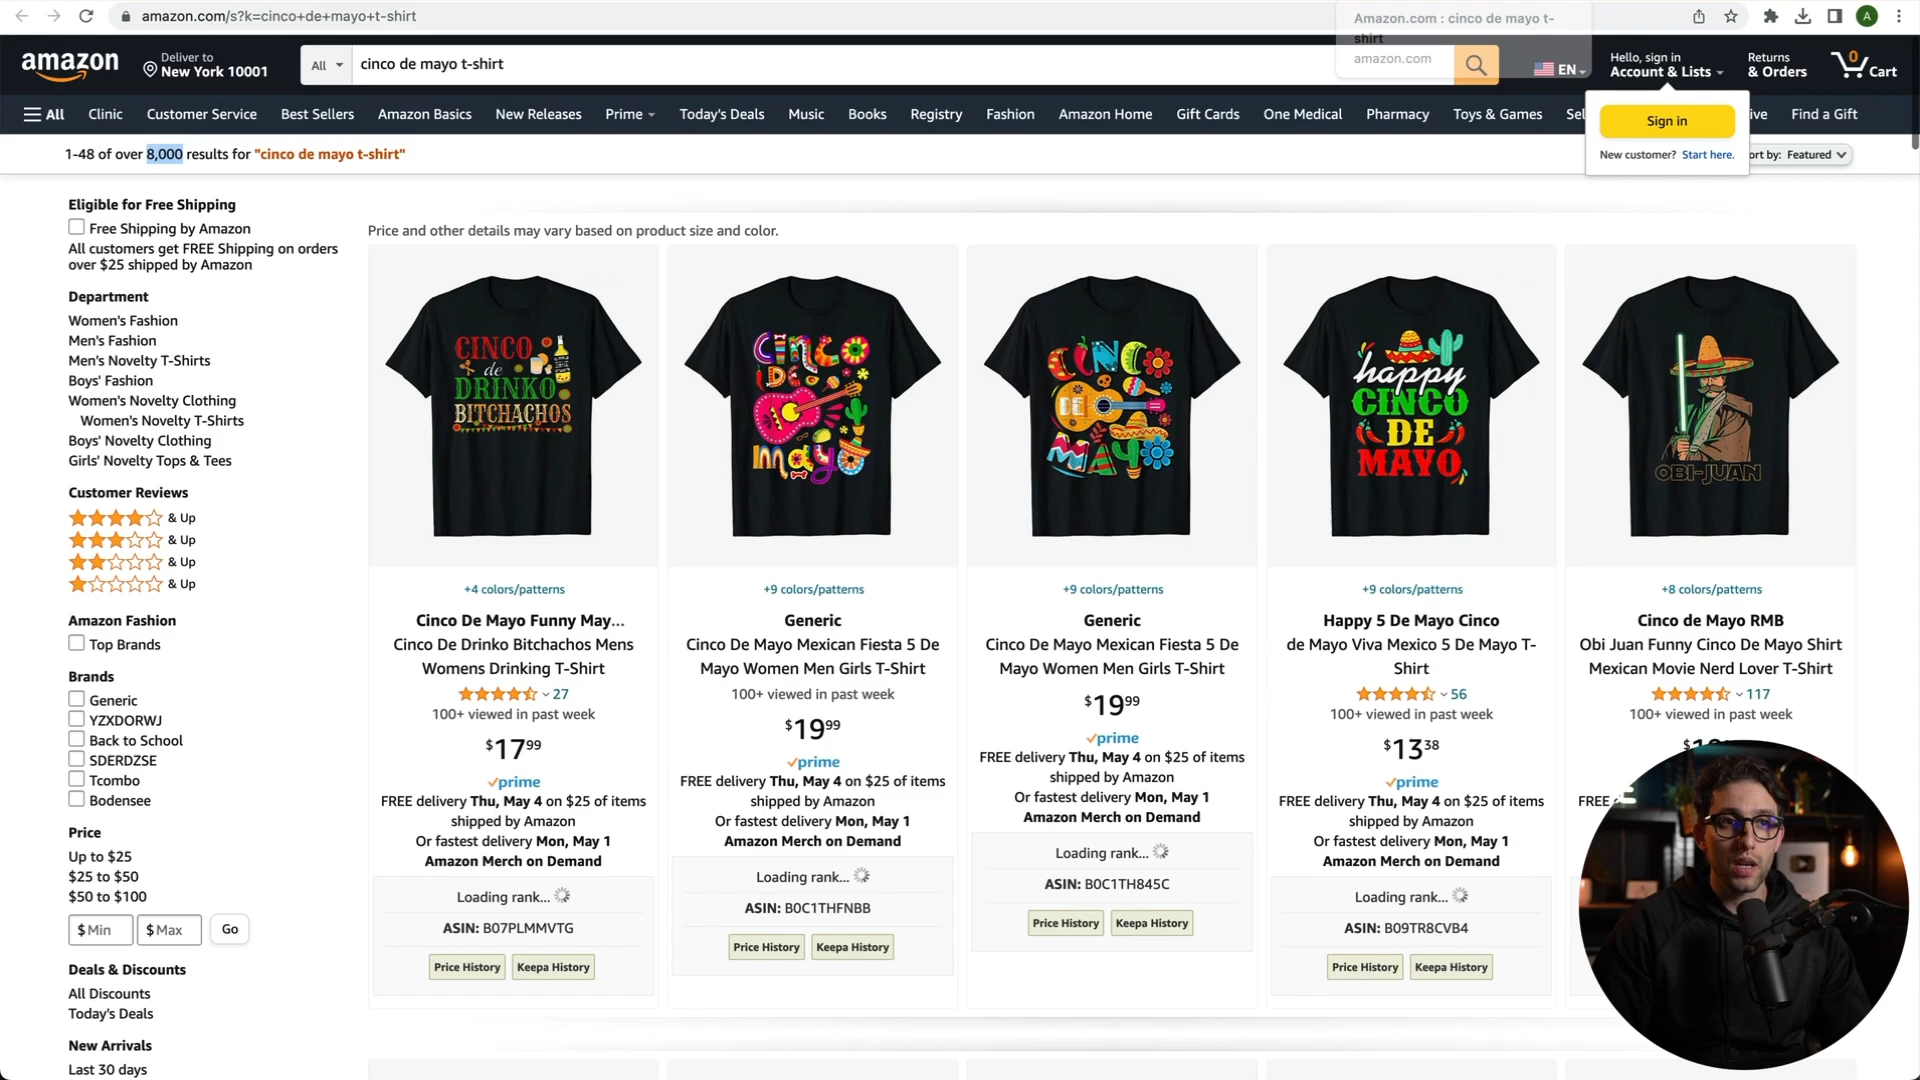 amazon.com/s?k=cinco+de+mayo+t-shirt
Amazon.com : cinco de mayo t-
shirt
amazon.com
A
amazon
Deliver to
New York 10001
All
cinco de mayo t-shirt
EN
Hello, sign in
Account & Lists
Returns
& Orders
0
Cart
All
Clinic
Customer Service
Best Sellers
Amazon Basics
New Releases
Prime
Today's Deals
Music
Books
Registry
Fashion
Amazon Home
Gift Cards
One Medical
Pharmacy
Toys & Games
Sel
ive
Find a Gift
Sign in
New customer? Start here.
1-48 of over 8,000 results for "cinco de mayo t-shirt"
ort by: Featured
Eligible for Free Shipping
Free Shipping by Amazon
All customers get FREE Shipping on orders
over $25 shipped by Amazon
Department
Women's Fashion
Men's Fashion
Men's Novelty T-Shirts
Boys' Fashion
Women's Novelty Clothing
Women's Novelty T-Shirts
Boys' Novelty Clothing
Girls' Novelty Tops & Tees
Customer Reviews
& Up
& Up
& Up
& Up
Amazon Fashion
Top Brands
Brands
Generic
YZXDORWJ
Back to School
SDERDZSE
Tcombo
Bodensee
Price
Up to $25
$25 to $50
$50 to $100
$ Min
$ Max
Go
Deals & Discounts
All Discounts
Today's Deals
New Arrivals
Last 30 days
Price and other details may vary based on product size and color.
CINCO
de
DRINKO
BITCHACHOS
+4 colors/patterns
Cinco De Mayo Funny May...
Cinco De Drinko Bitchachos Mens
Womens Drinking T-Shirt
27
100+ viewed in past week
$17 99
prime
FREE delivery Thu, May 4 on $25 of items
shipped by Amazon
Or fastest delivery Mon, May 1
Amazon Merch on Demand
Loading rank...
ASIN: B07PLMMVTG
Price History
Keepa History
CINCO
DE
mayo
+9 colors/patterns
Generic
Cinco De Mayo Mexican Fiesta 5 De
Mayo Women Men Girls T-Shirt
100+ viewed in past week
$19 99
prime
FREE delivery Thu, May 4 on $25 of items
shipped by Amazon
Or fastest delivery Mon, May 1
Amazon Merch on Demand
Loading rank...
ASIN: B0C1THFNBB
Price History
Keepa History
CINCO
DE
MAYO
+9 colors/patterns
Generic
Cinco De Mayo Mexican Fiesta 5 De
Mayo Women Men Girls T-Shirt
$19 99
prime
FREE delivery Thu, May 4 on $25 of items
shipped by Amazon
Or fastest delivery Mon, May 1
Amazon Merch on Demand
Loading rank...
ASIN: B0C1TH845C
Price History
Keepa History
happy
CINCO
DE
MAYO
+9 colors/patterns
Happy 5 De Mayo Cinco
de Mayo Viva Mexico 5 De Mayo T-
Shirt
56
100+ viewed in past week
$13 38
prime
FREE delivery Thu, May 4 on $25 of items
shipped by Amazon
Or fastest delivery Mon, May 1
Amazon Merch on Demand
Loading rank...
ASIN: B09TR8CVB4
Price History
Keepa History
OBI-JUAN
+8 colors/patterns
Cinco de Mayo RMB
Obi Juan Funny Cinco De Mayo Shirt
Mexican Movie Nerd Lover T-Shirt
117
100+ viewed in past week
FREE